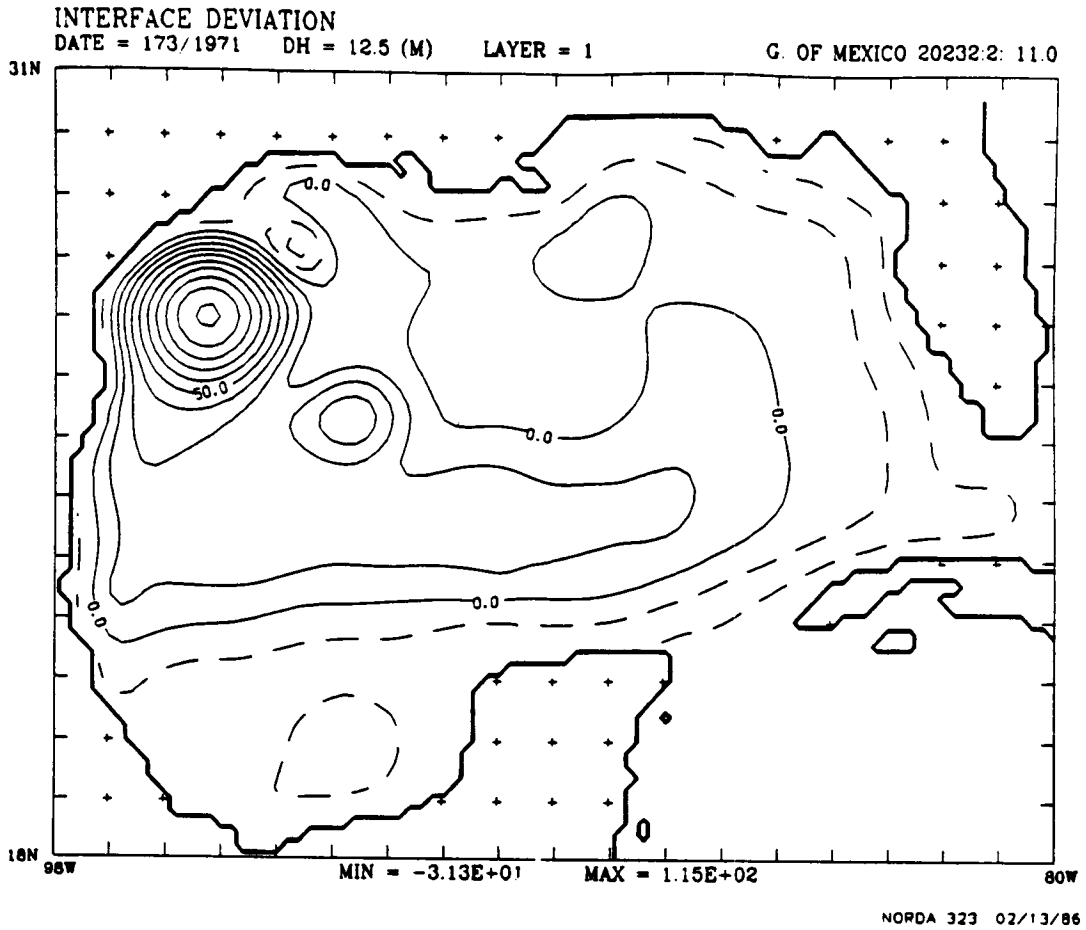 INTERFACE DEVIATION
DATE = 173/1971 DH = 12.5 (M) LAYER = 1 G. OF MEXICO 20232:2: 11.0
31N
0.0
50.0
0.0
0.0
0.0
0.0
18N
98W
MIN = -3.13E+01 MAX = 1.15E+02
80W
NORDA 323 02/13/86